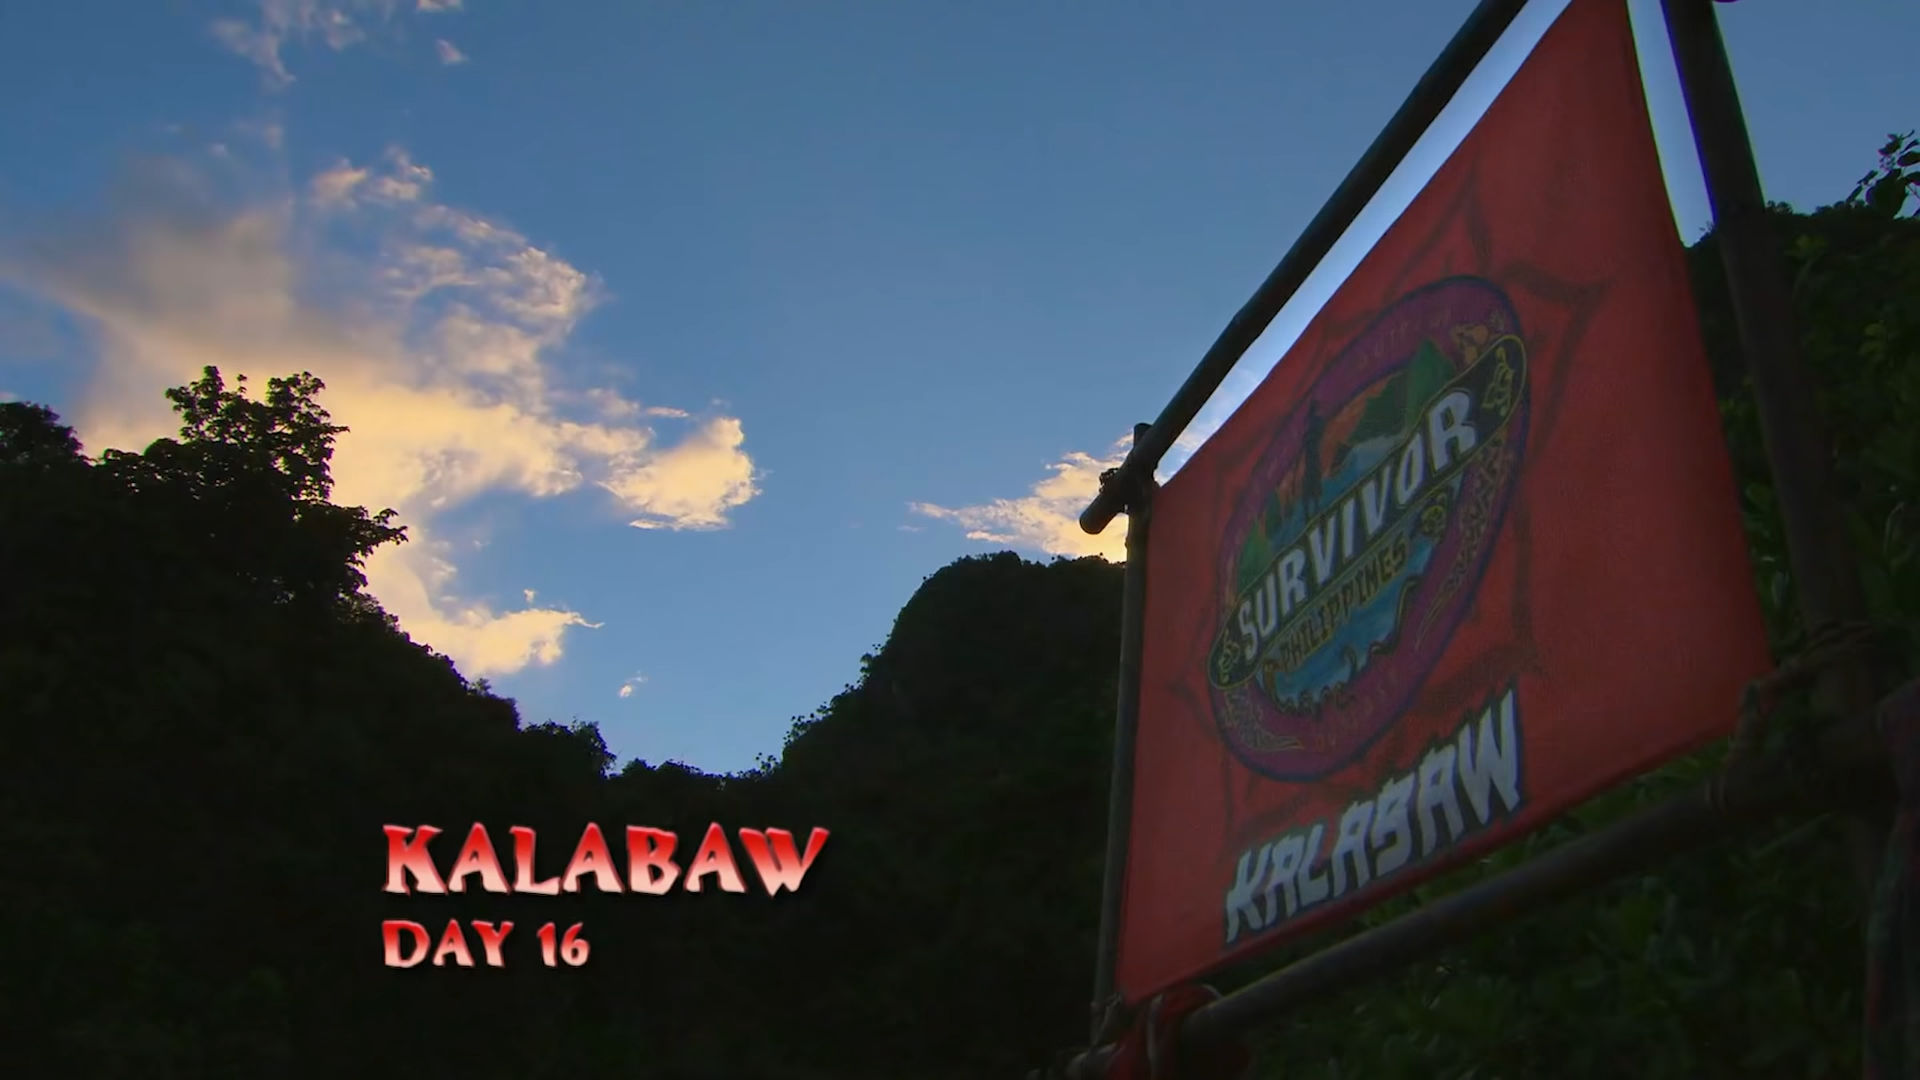 SURVIVOR
PHILIPPINES
KALABAW
KALABAW
DAY 16